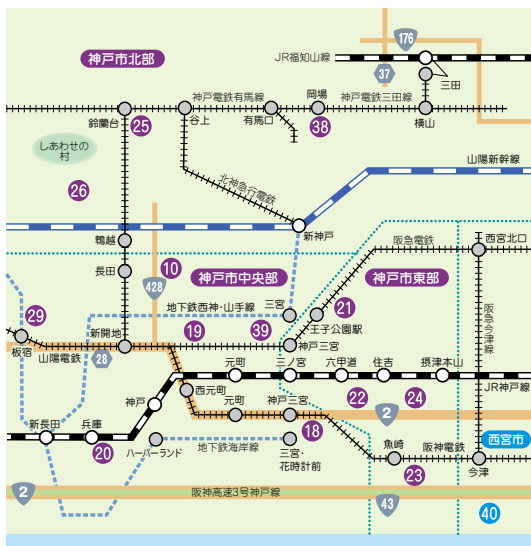 176
神戸市北部
JR福知山線
37
三田
神戸電鉄有馬線
岡場
神戸電鉄三田線
鈴蘭台
25
谷上
有馬口
38
横山
しあわせの
村
山陽新幹線
26
北神急行電鉄
新神戸
鵯越
阪急電鉄
西宮北口
長田
10
神戸市中央部
神戸市東部
428
29
地下鉄西神・山手線
三宮
21
阪急今津線
19
39
王子公園駅
板宿
山陽電鉄
新開地
神戸三宮
28
元町
三ノ宮
六甲道
住吉
摂津本山
西元町
JR神戸線
神戸
元町
神戸三宮
22
24
2
新長田
兵庫
18
西宮市
20
ハーバーランド
地下鉄海岸線
三宮・
花時計前
魚崎
阪神電鉄
今津
23
2
阪神高速3号神戸線
43
40